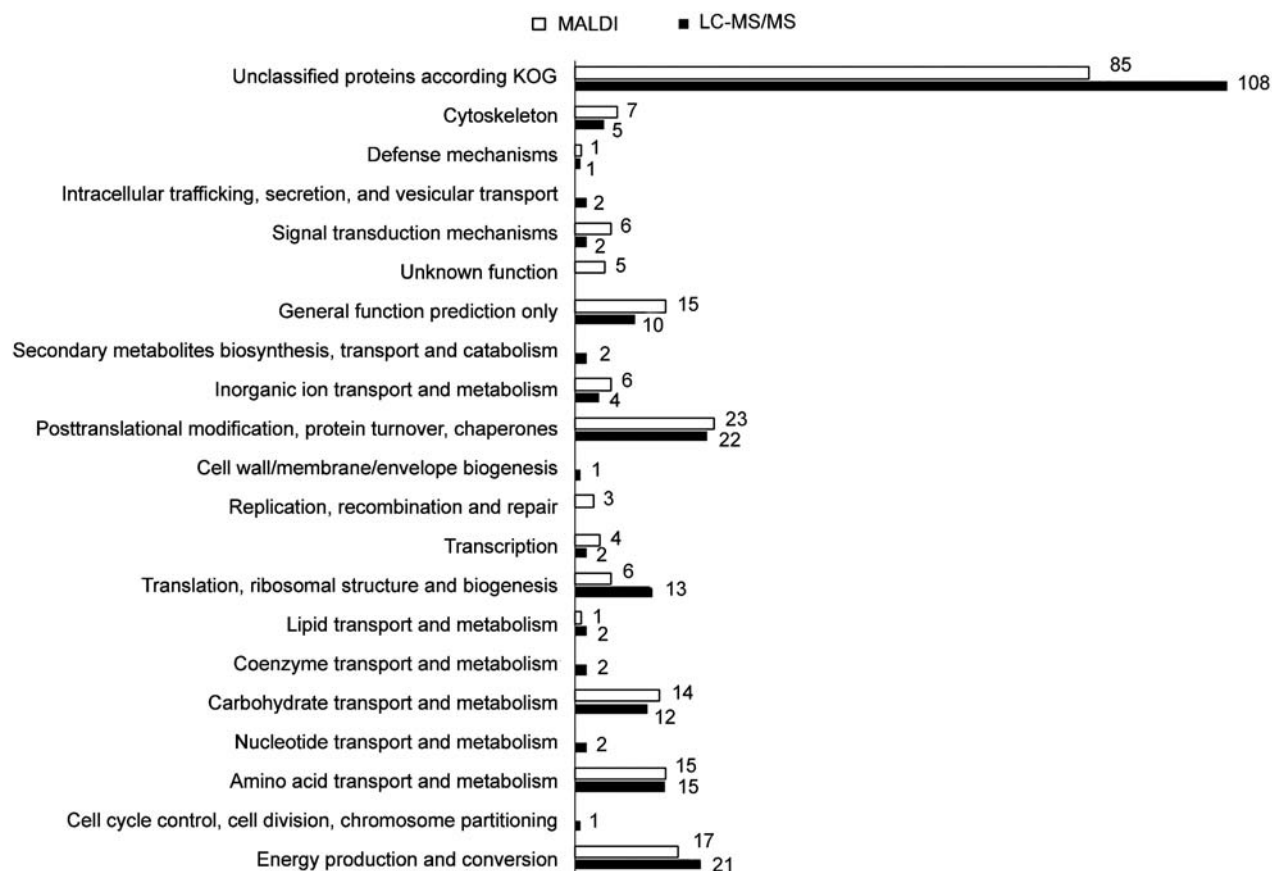 MALDI LC-MS/MS
Unclassified proteins according KOG 85
108
Cytoskeleton 7
5
Defense mechanisms 1
1
Intracellular trafficking, secretion, and vesicular transport 2
Signal transduction mechanisms 6
2
Unknown function 5
General function prediction only 15
10
Secondary metabolites biosynthesis, transport and catabolism 2
Inorganic ion transport and metabolism 6
4
Posttranslational modification, protein turnover, chaperones 23
22
Cell wall/membrane/envelope biogenesis 1
Replication, recombination and repair 3
Transcription 4
2
Translation, ribosomal structure and biogenesis 6
13
Lipid transport and metabolism 1
2
Coenzyme transport and metabolism 2
Carbohydrate transport and metabolism 14
12
Nucleotide transport and metabolism 2
Amino acid transport and metabolism 15
15
Cell cycle control, cell division, chromosome partitioning 1
Energy production and conversion 17
21